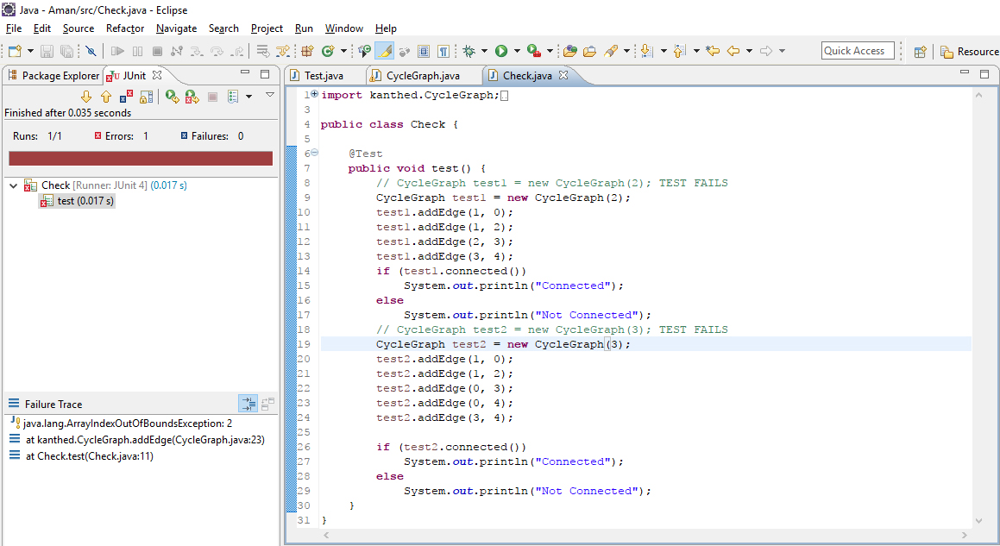 Java - Aman/src/Check.java - Eclipse
File Edit Source Refactor Navigate Search Project Run Window Help
Quick Access
Resource
Package Explorer JUnit
Finished after 0.035 seconds
Runs: 1/1 Errors: 1 Failures: 0
Check [Runner: JUnit 4] (0.017 s)
test (0.017 s)
Failure Trace
java.lang.ArrayIndexOutOfBoundsException: 2
at kanthed.CycleGraph.addEdge(CycleGraph.java:23)
at Check.test(Check.java:11)
Test.java CycleGraph.java Check.java
1 import kanthed.CycleGraph;
3
4 public class Check {
5
6 @Test
7 public void test() {
8 // CycleGraph test1 = new CycleGraph(2); TEST FAILS
9 CycleGraph test1 = new CycleGraph(2);
10 test1.addEdge(1, 0);
11 test1.addEdge(1, 2);
12 test1.addEdge(2, 3);
13 test1.addEdge(3, 4);
14 if (test1.connected())
15 System.out.println("Connected");
16 else
17 System.out.println("Not Connected");
18 // CycleGraph test2 = new CycleGraph(3); TEST FAILS
19 CycleGraph test2 = new CycleGraph(3);
20 test2.addEdge(1, 0);
21 test2.addEdge(1, 2);
22 test2.addEdge(0, 3);
23 test2.addEdge(0, 4);
24 test2.addEdge(3, 4);
25
26 if (test2.connected())
27 System.out.println("Connected");
28 else
29 System.out.println("Not Connected");
30 }
31 }